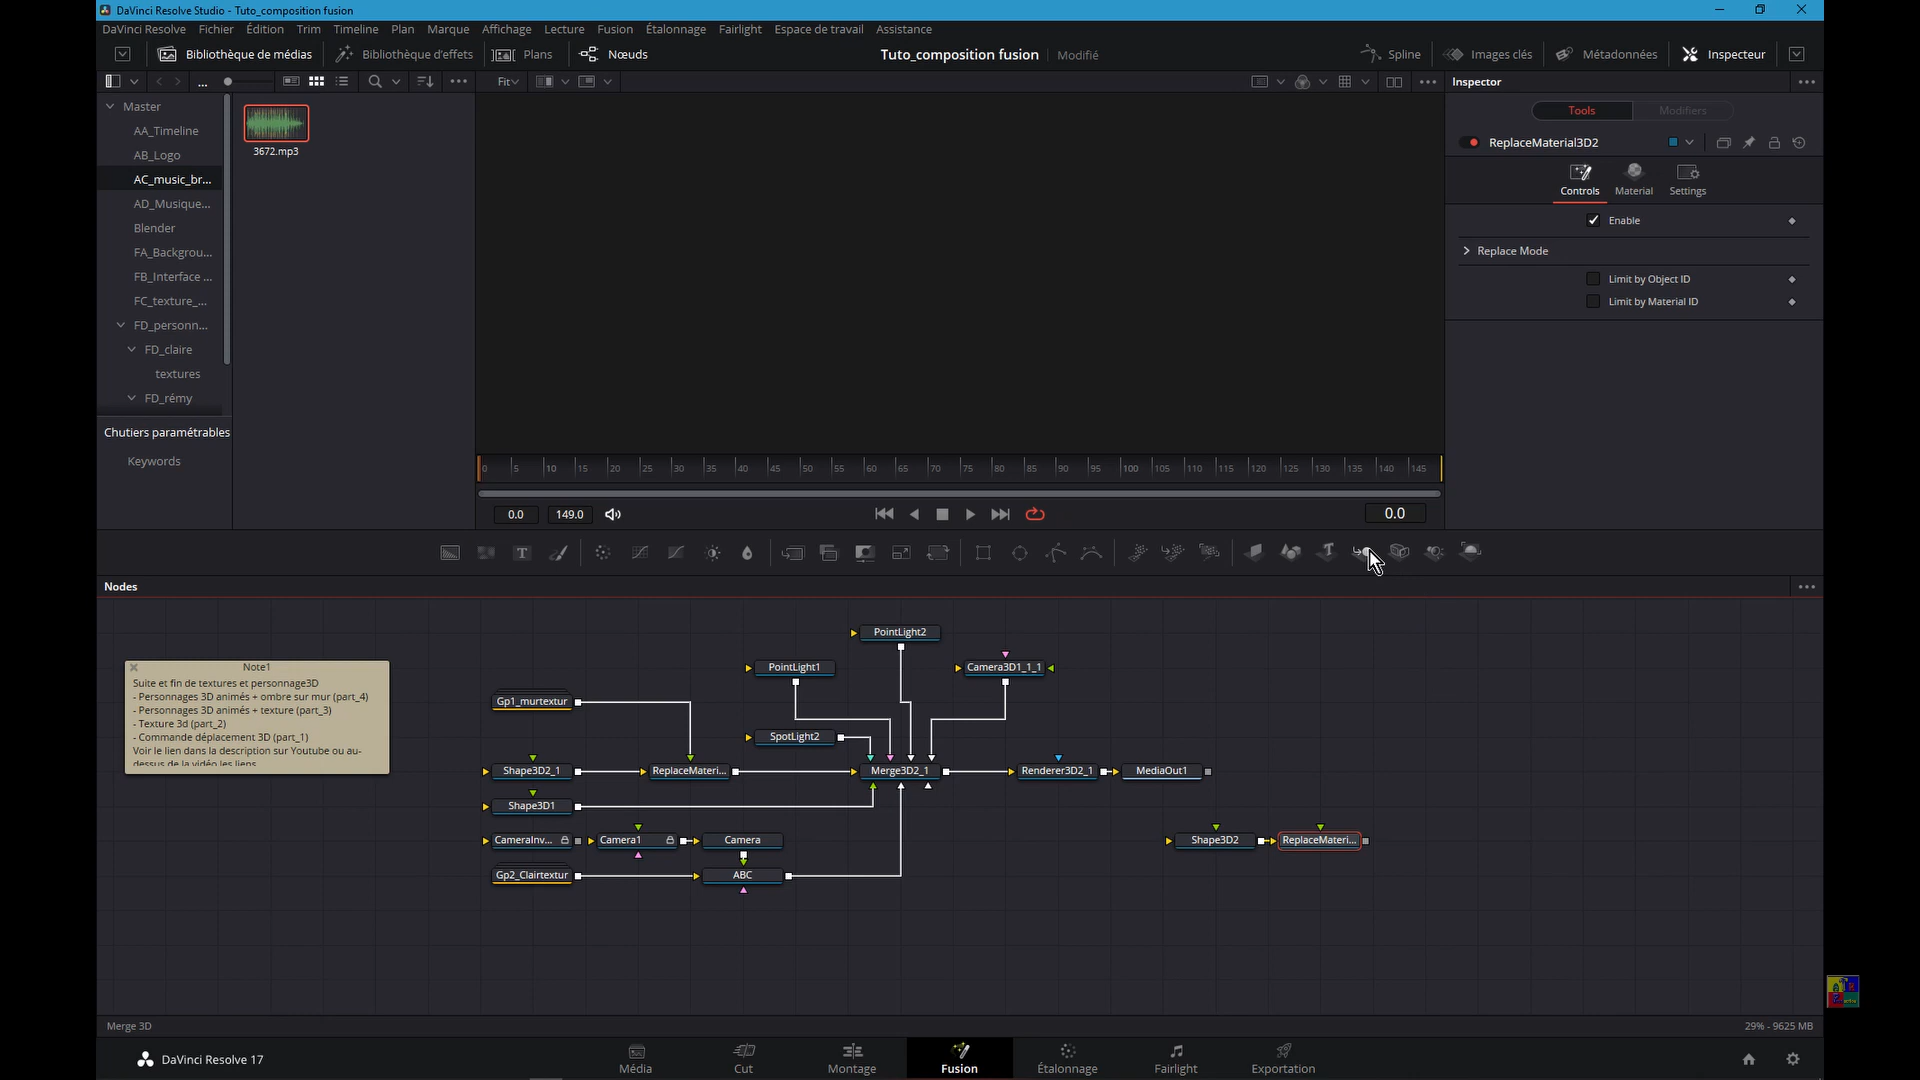 DaVinci Resolve Studio - Tuto_composition fusion
DaVinci Resolve Fichier Édition Trim Timeline Plan Marque Affichage Lecture Fusion Étalonnage Fairlight Espace de travail Assistance
Bibliothèque de médias Bibliothèque d'effets Plans Nœuds Tuto_composition fusion Modifié Spline Images clés Métadonnées Inspecteur
... Fit Inspector
Master
AA_Timeline
AB_Logo
AC_music_br...
AD_Musique...
Blender
FA_Backgrou...
FB_Interface ...
FC_texture_...
FD_personn...
FD_claire
textures
FD_rémy
Chutiers paramétrables
Keywords
3672.mp3
0 5 10 15 20 25 30 35 40 45 50 55 60 65 70 75 80 85 90 95 100 105 110 115 120 125 130 135 140 145
0.0 149.0 0.0
Tools Modifiers
ReplaceMaterial3D2
Controls Material Settings
Enable
Replace Mode
Limit by Object ID
Limit by Material ID
Nodes
Note1
Suite et fin de textures et personnage3D
- Personnages 3D animés + ombre sur mur (part_4)
- Personnages 3D animés + texture (part_3)
- Texture 3d (part_2)
- Commande déplacement 3D (part_1)
Voir le lien dans la description sur Youtube ou au-
dessus de la vidéo les liens
PointLight2
PointLight1 Camera3D1_1_1
Gp1_murtextur
SpotLight2
Shape3D2_1 ReplaceMateri... Merge3D2_1 Renderer3D2_1 MediaOut1
Shape3D1
CameraInv... Camera1 Camera Shape3D2 ReplaceMateri...
Gp2_Clairtextur ABC
Merge 3D 29% - 9625 MB
DaVinci Resolve 17 Média Cut Montage Fusion Étalonnage Fairlight Exportation